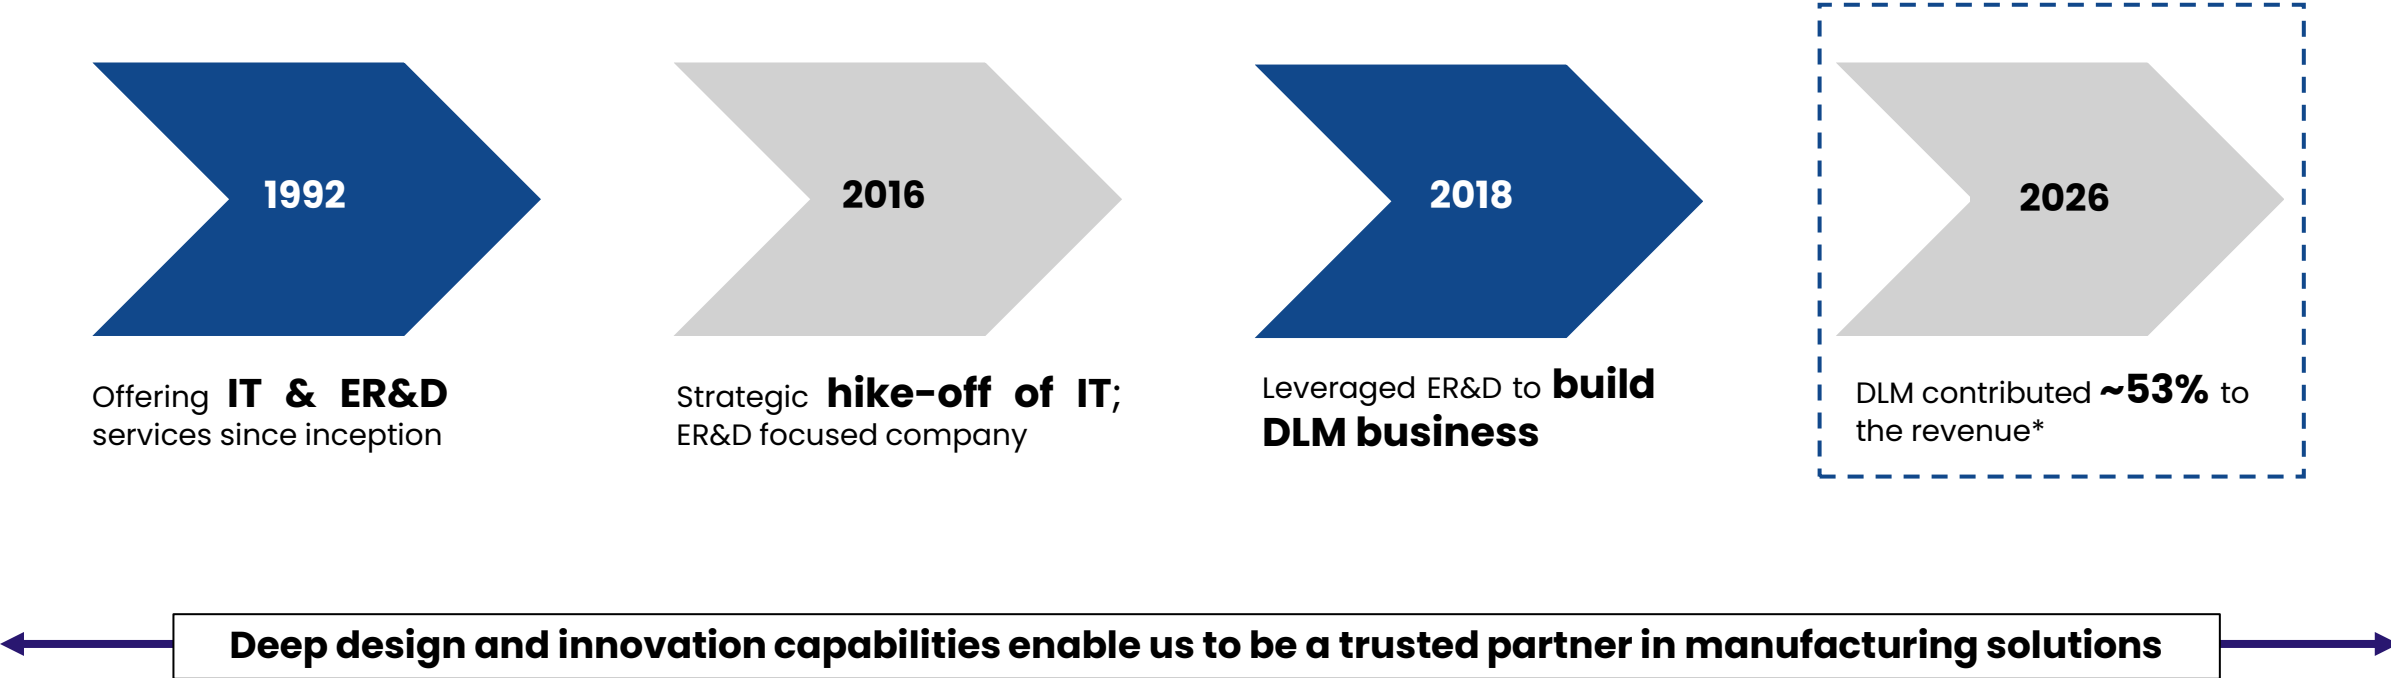 1992
2016
2018
2026
Offering IT & ER&D
services since inception
Strategic hike-off of IT;
ER&D focused company
Leveraged ER&D to build
DLM business
DLM contributed ~53% to
the revenue*
Deep design and innovation capabilities enable us to be a trusted partner in manufacturing solutions